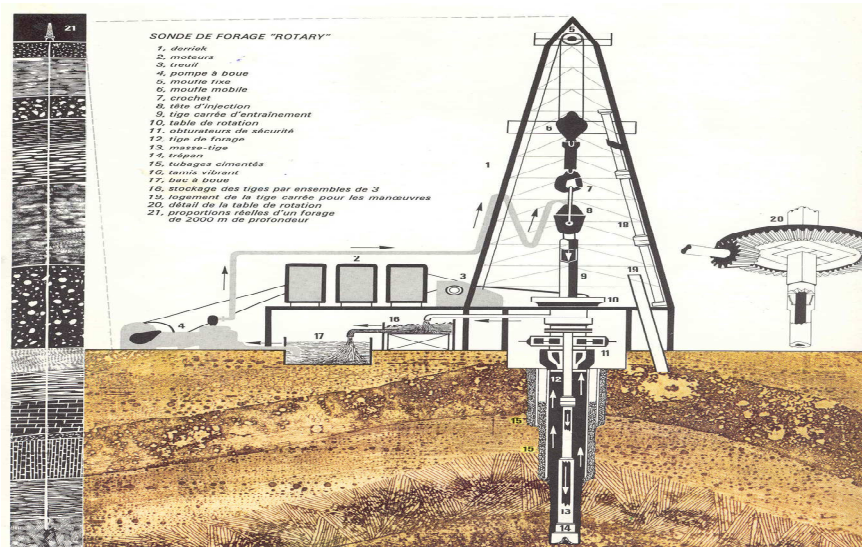 21
SONDE DE FORAGE "ROTARY"
1, derrick
2, moteurs
3, treuil
4, pompe à boue
5, moufle fixe
6, moufle mobile
7, crochet
8, tête d'injection
9, tige carrée d'entraînement
10, table de rotation
11, obturateurs de sécurité
12, tige de forage
13, masse-tige
14, trépan
15, tubages cimentés
16, tamis vibrant
17, bac à boue
18, stockage des tiges par ensembles de 3
19, logement de la tige carrée pour les manœuvres
20, détail de la table de rotation
21, proportions réelles d'un forage
de 2000 m de profondeur
5
6
1
7
8
18
20
2
3
19
9
10
4
16
17
11
12
15
15
13
14